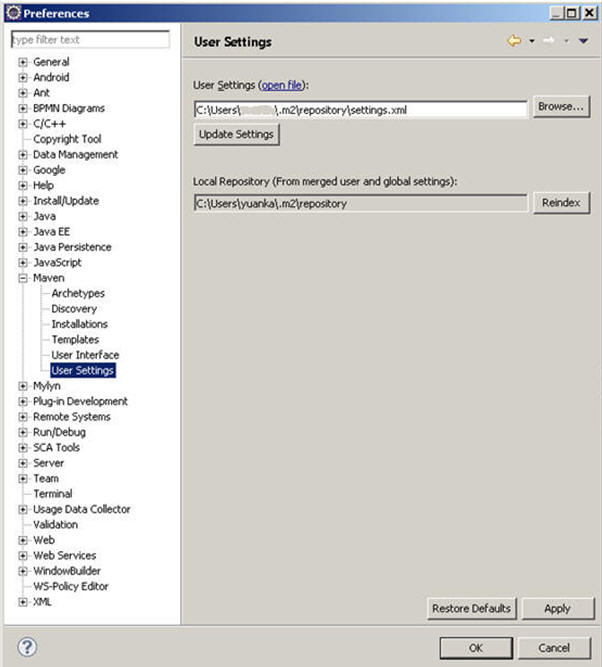 Preferences
type filter text
General
Android
Ant
BPMN Diagrams
C/C++
Copyright Tool
Data Management
Google
Help
Install/Update
Java
Java EE
Java Persistence
JavaScript
Maven
Archetypes
Discovery
Installations
Templates
User Interface
User Settings
Mylyn
Plug-in Development
Remote Systems
Run/Debug
SCA Tools
Server
Team
Terminal
Usage Data Collector
Validation
Web
Web Services
WindowBuilder
WS-Policy Editor
XML
User Settings
User Settings (open file):
C:\Users\ \.m2\repository\settings.xml
Browse...
Update Settings
Local Repository (From merged user and global settings):
C:\Users\yuanka\.m2\repository
Reindex
Restore Defaults
Apply
?
OK
Cancel